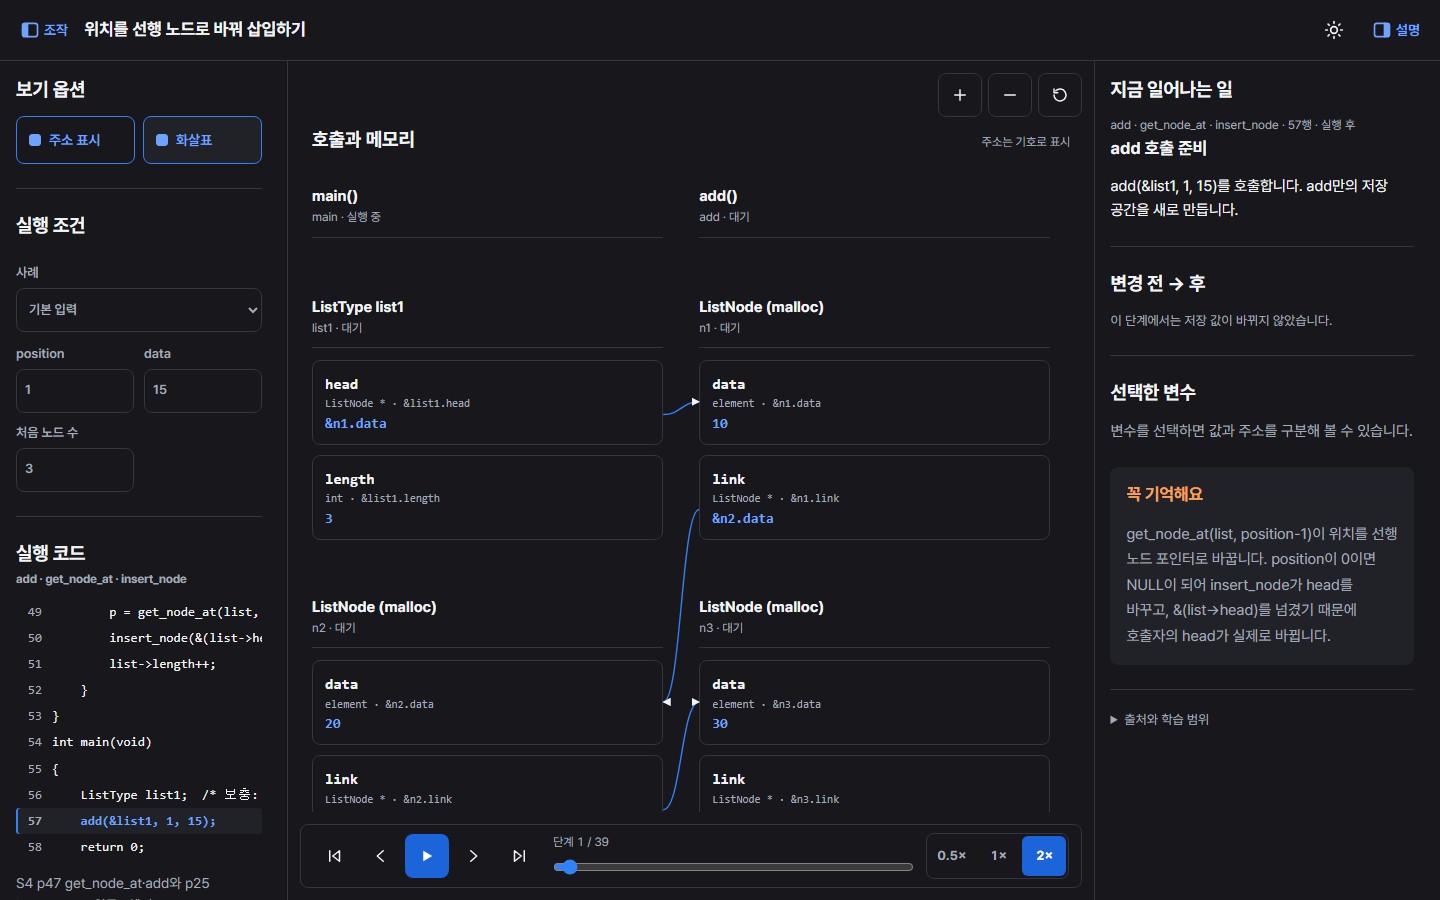 조작
위치를 선행 노드로 바꿔 삽입하기
설명
보기 옵션
주소 표시
화살표
실행 조건
사례
기본 입력
position
data
1
15
처음 노드 수
3
실행 코드
add · get_node_at · insert_node
49 p = get_node_at(list,
50 insert_node(&(list->he
51 list->length++;
52 }
53 }
54 int main(void)
55 {
56 ListType list1; /* 보충:
57 add(&list1, 1, 15);
58 return 0;
S4 p47 get_node_at·add와 p25
호출과 메모리
주소는 기호로 표시
main()
main · 실행 중
add()
add · 대기
ListType list1
list1 · 대기
head
ListNode * · &list1.head
&n1.data
length
int · &list1.length
3
ListNode (malloc)
n1 · 대기
data
element · &n1.data
10
link
ListNode * · &n1.link
&n2.data
ListNode (malloc)
n2 · 대기
data
element · &n2.data
20
link
ListNode * · &n2.link
ListNode (malloc)
n3 · 대기
data
element · &n3.data
30
link
ListNode * · &n3.link
단계 1 / 39
0.5×
1×
2×
지금 일어나는 일
add · get_node_at · insert_node · 57행 · 실행 후
add 호출 준비
add(&list1, 1, 15)를 호출합니다. add만의 저장
공간을 새로 만듭니다.
변경 전 → 후
이 단계에서는 저장 값이 바뀌지 않았습니다.
선택한 변수
변수를 선택하면 값과 주소를 구분해 볼 수 있습니다.
꼭 기억해요
get_node_at(list, position-1)이 위치를 선행
노드 포인터로 바꿉니다. position이 0이면
NULL이 되어 insert_node가 head를
바꾸고, &(list->head)를 넘겼기 때문에
호출자의 head가 실제로 바뀝니다.
출처와 학습 범위